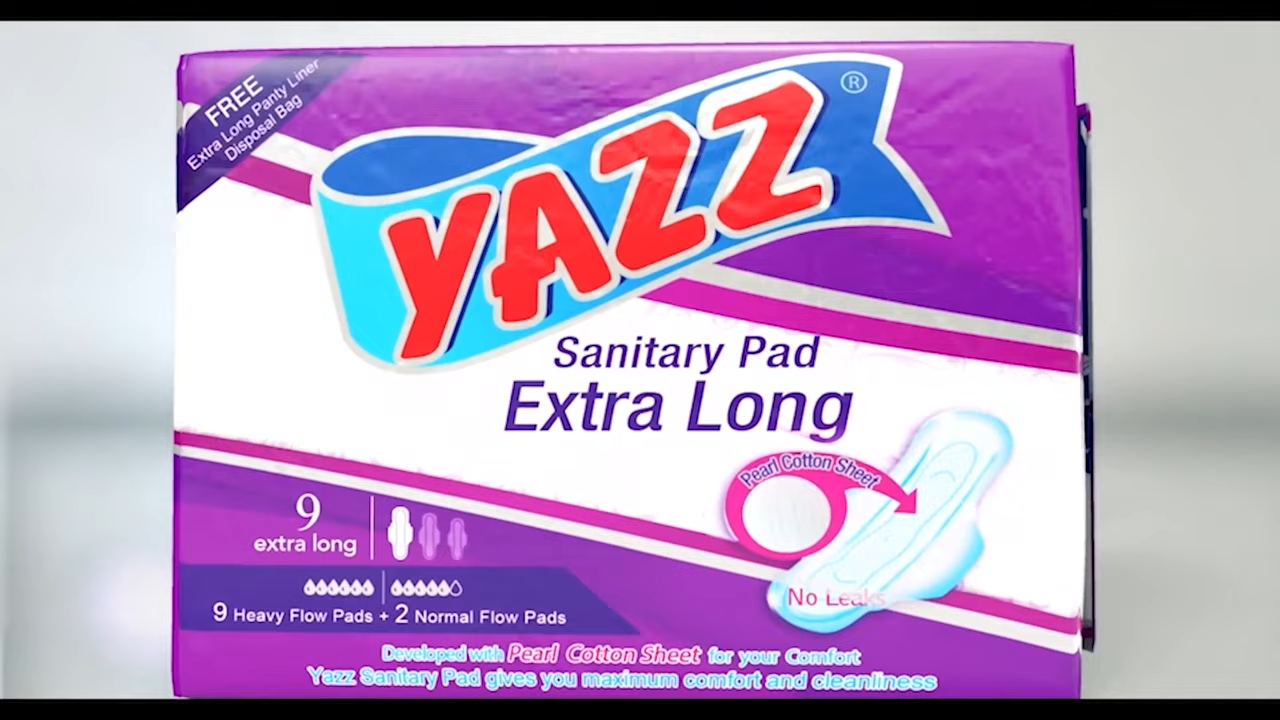 FREE
Extra Long Panty Liner
Disposal Bag
YAZZ ®
Sanitary Pad
Extra Long
Pearl Cotton Sheet
9
extra long
No Leaks
9 Heavy Flow Pads + 2 Normal Flow Pads
Developed with Pearl Cotton Sheet for your Comfort
Yazz Sanitary Pad gives you maximum comfort and cleanliness